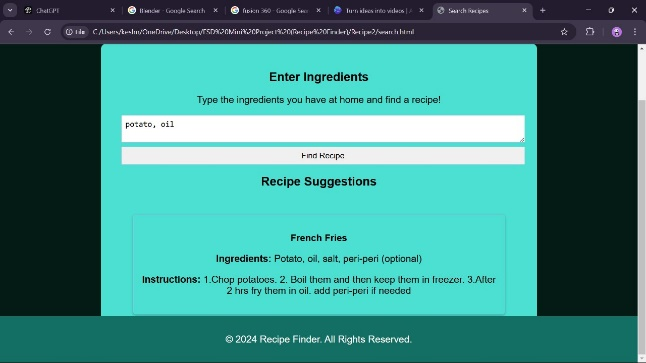 ChatGPT
Blender - Google Search
fusion 360 - Google Sea
Turn ideas into videos | A
Search Recipes
File
C:/Users/keshn/OneDrive/Desktop/FSD%20Mini%20Project%20(Recipe%20Finder)/Recipe2/search.html
Enter Ingredients
Type the ingredients you have at home and find a recipe!
potato, oil
Find Recipe
Recipe Suggestions
French Fries
Ingredients: Potato, oil, salt, peri-peri (optional)
Instructions: 1.Chop potatoes. 2. Boil them and then keep them in freezer. 3.After
2 hrs fry them in oil. add peri-peri if needed
© 2024 Recipe Finder. All Rights Reserved.